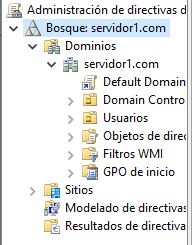 Administración de directivas d
Bosque: servidor1.com
Dominios
servidor1.com
Default Domain
Domain Contro
Usuarios
Objetos de direc
Filtros WMI
GPO de inicio
Sitios
Modelado de directivas
Resultados de directivas